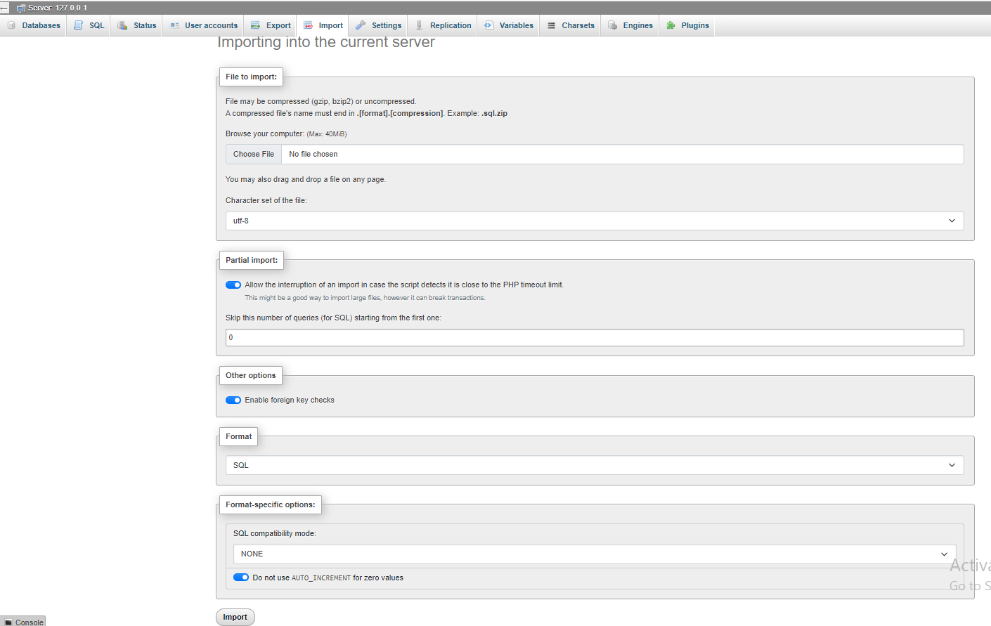 Server: 127.0.0.1
Databases SQL Status User accounts Export Import Settings Replication Variables Charsets Engines Plugins
Importing into the current server
File to import:
File may be compressed (gzip, bzip2) or uncompressed.
A compressed file's name must end in .[format].[compression]. Example: .sql.zip
Browse your computer: (Max: 40MiB)
Choose File No file chosen
You may also drag and drop a file on any page.
Character set of the file:
utf-8
Partial import:
Allow the interruption of an import in case the script detects it is close to the PHP timeout limit.
This might be a good way to import large files, however it can break transactions.
Skip this number of queries (for SQL) starting from the first one:
0
Other options
Enable foreign key checks
Format
SQL
Format-specific options:
SQL compatibility mode:
NONE
Do not use AUTO_INCREMENT for zero values
Activa
Go to S
Import
Console